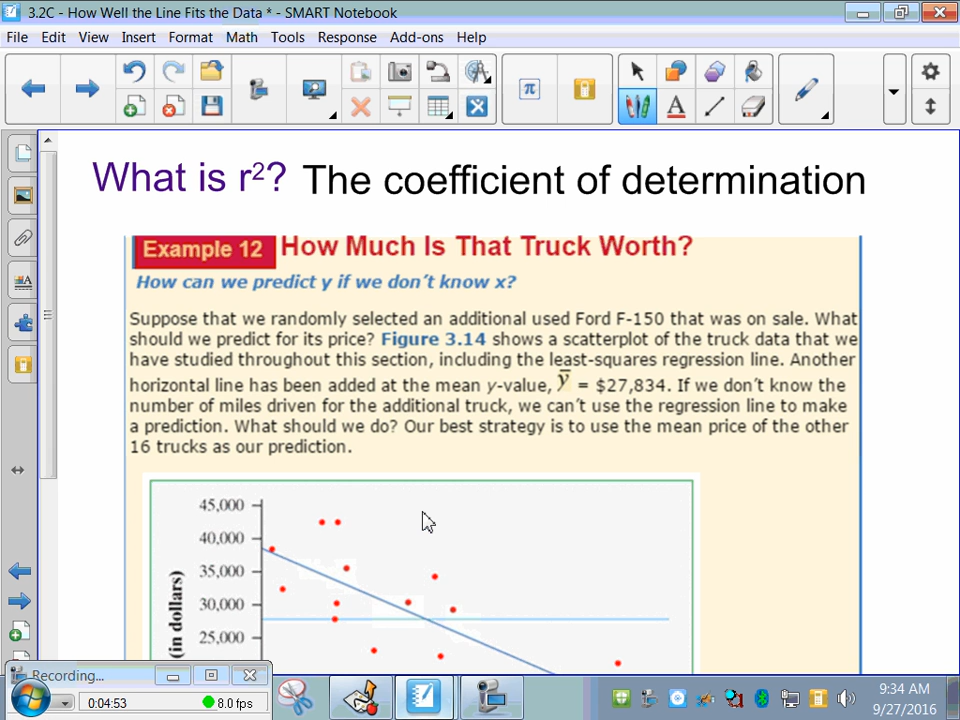 3.2C - How Well the Line Fits the Data * - SMART Notebook
File Edit View Insert Format Math Tools Response Add-ons Help
π
A
What is r²? The coefficient of determination
Example 12 How Much Is That Truck Worth?
How can we predict y if we don't know x?
Suppose that we randomly selected an additional used Ford F-150 that was on sale. What
should we predict for its price? Figure 3.14 shows a scatterplot of the truck data that we
have studied throughout this section, including the least-squares regression line. Another
horizontal line has been added at the mean y-value, y̅ = $27,834. If we don't know the
number of miles driven for the additional truck, we can't use the regression line to make
a prediction. What should we do? Our best strategy is to use the mean price of the other
16 trucks as our prediction.
45,000
40,000
35,000
30,000
25,000
(in dollars)
Recording...
0:04:53 8.0 fps
9:34 AM
9/27/2016